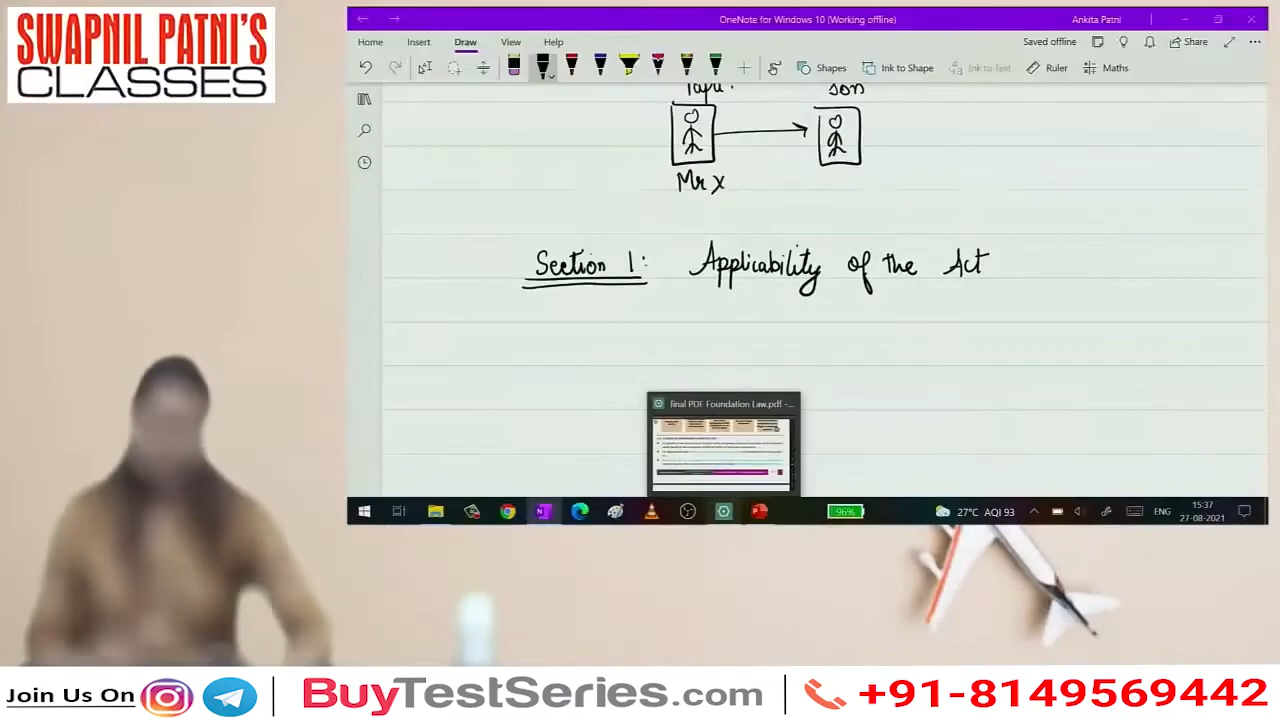 SWAPNIL PATNI'S
CLASSES
OneNote for Windows 10 (Working offline)
Ankita Patni
Home Insert Draw View Help
Saved offline
Share
Shapes
Ink to Shape
Ink to Text
Ruler
Maths
son
Mr X
Section 1: Applicability of the Act
final PDF Foundation Law.pdf -...
96%
27°C AQI 93
ENG
15:37
27-08-2021
Join Us On
BuyTestSeries.com
+91-8149569442